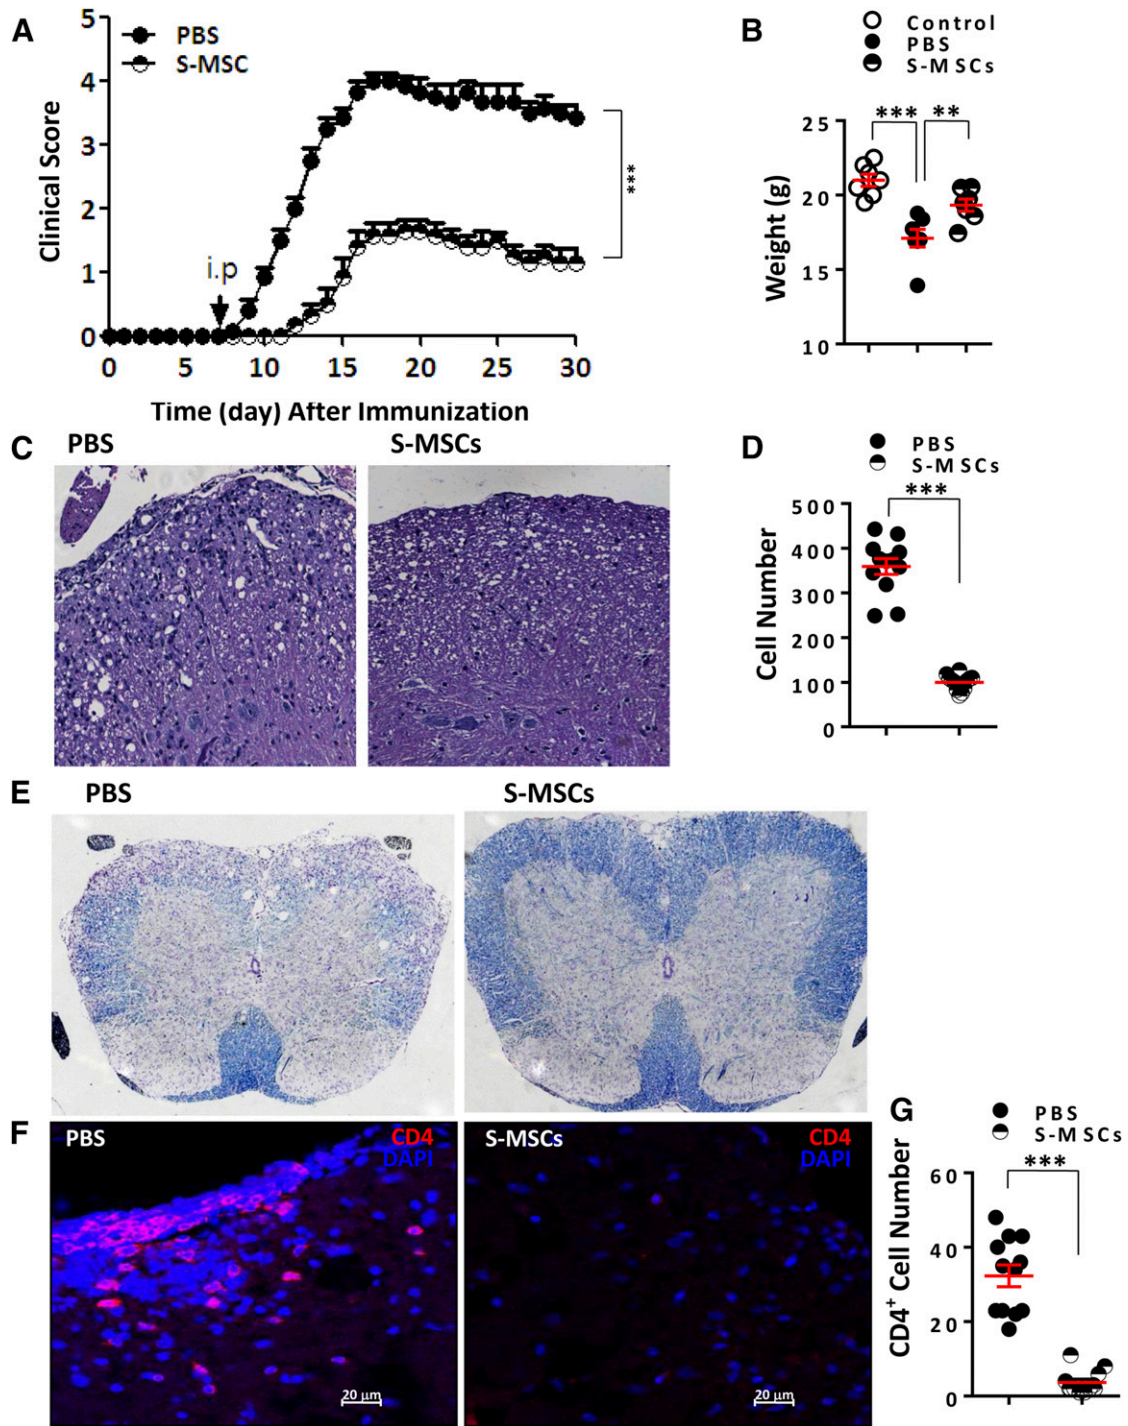 A
5
4
3
2
1
0
Clinical Score
PBS
S-MSC
i.p
***
0 5 10 15 20 25 30
Time (day) After Immunization
B
Control
PBS
S-MSCs
*** **
25
20
15
10
Weight (g)
C
PBS S-MSCs
D
PBS
S-MSCs
***
500
400
300
200
100
0
Cell Number
E
PBS S-MSCs
F
PBS CD4
DAPI
20 µm
S-MSCs CD4
DAPI
20 µm
G
PBS
S-MSCs
***
60
40
20
0
CD4+ Cell Number